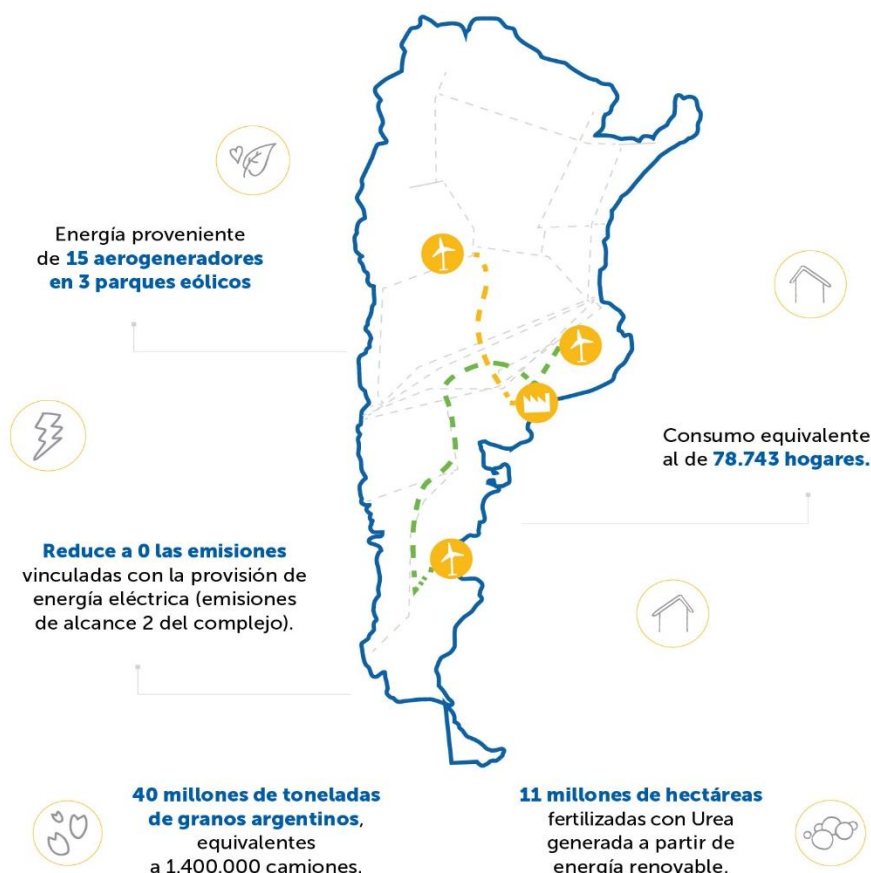 Energía proveniente
de 15 aerogeneradores
en 3 parques eólicos
Consumo equivalente
al de 78.743 hogares.
Reduce a 0 las emisiones
vinculadas con la provisión de
energía eléctrica (emisiones
de alcance 2 del complejo).
40 millones de toneladas
de granos argentinos,
equivalentes
a 1.400.000 camiones.
11 millones de hectáreas
fertilizadas con Urea
generada a partir de
energía renovable.